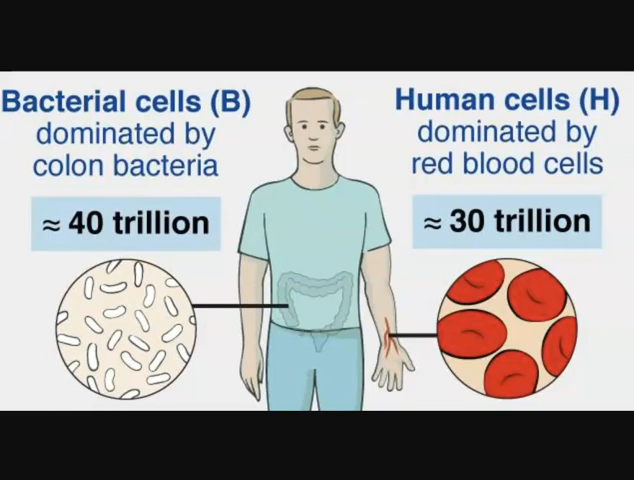 Bacterial cells (B)
dominated by
colon bacteria
≈ 40 trillion
Human cells (H)
dominated by
red blood cells
≈ 30 trillion